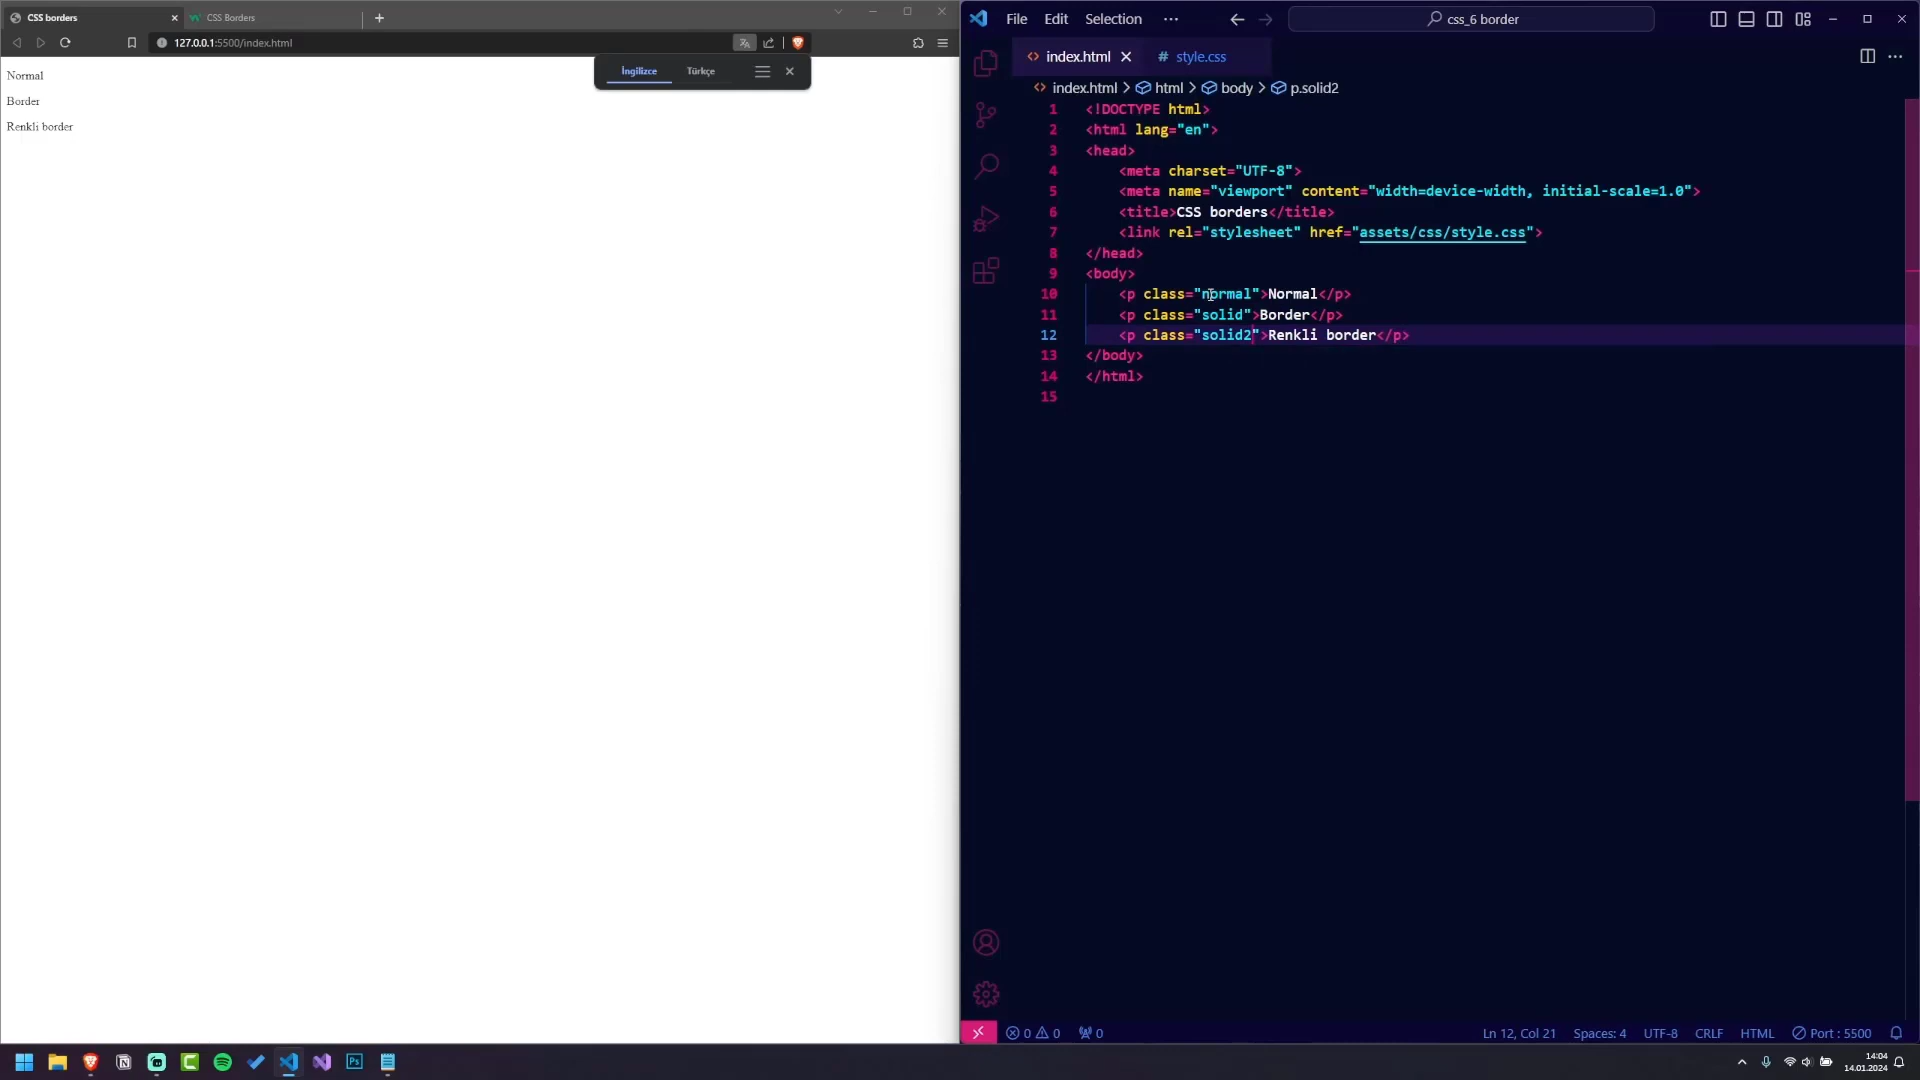 CSS borders
CSS Borders
127.0.0.1:5500/index.html
İngilizce
Türkçe
Normal
Border
Renkli border
File
Edit
Selection
css_6 border
index.html
# style.css
index.html > html > body > p.solid2
1 <!DOCTYPE html>
2 <html lang="en">
3 <head>
4 <meta charset="UTF-8">
5 <meta name="viewport" content="width=device-width, initial-scale=1.0">
6 <title>CSS borders</title>
7 <link rel="stylesheet" href="assets/css/style.css">
8 </head>
9 <body>
10 <p class="normal">Normal</p>
11 <p class="solid">Border</p>
12 <p class="solid2">Renkli border</p>
13 </body>
14 </html>
15
0 0 0
Ln 12, Col 21
Spaces: 4
UTF-8
CRLF
HTML
Port : 5500
Ps
14:04
14.01.2024